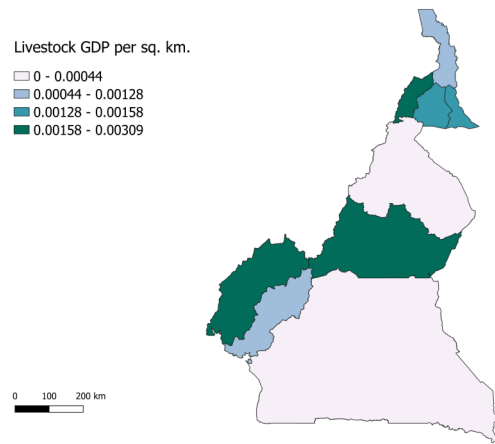 Livestock GDP per sq. km.
0 - 0.00044
0.00044 - 0.00128
0.00128 - 0.00158
0.00158 - 0.00309
0 100 200 km